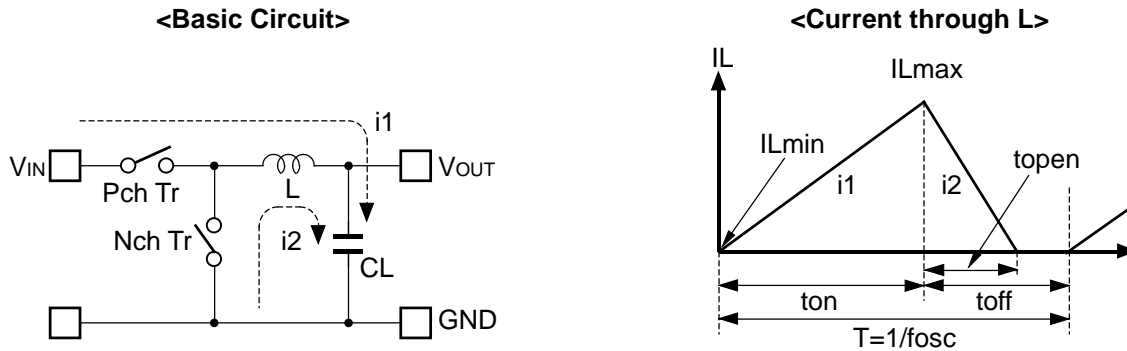 <Basic Circuit>
i1
VIN
Pch Tr
L
VOUT
Nch Tr
i2
CL
GND
<Current through L>
IL
ILmax
ILmin
i1
i2
topen
ton
toff
T=1/fosc